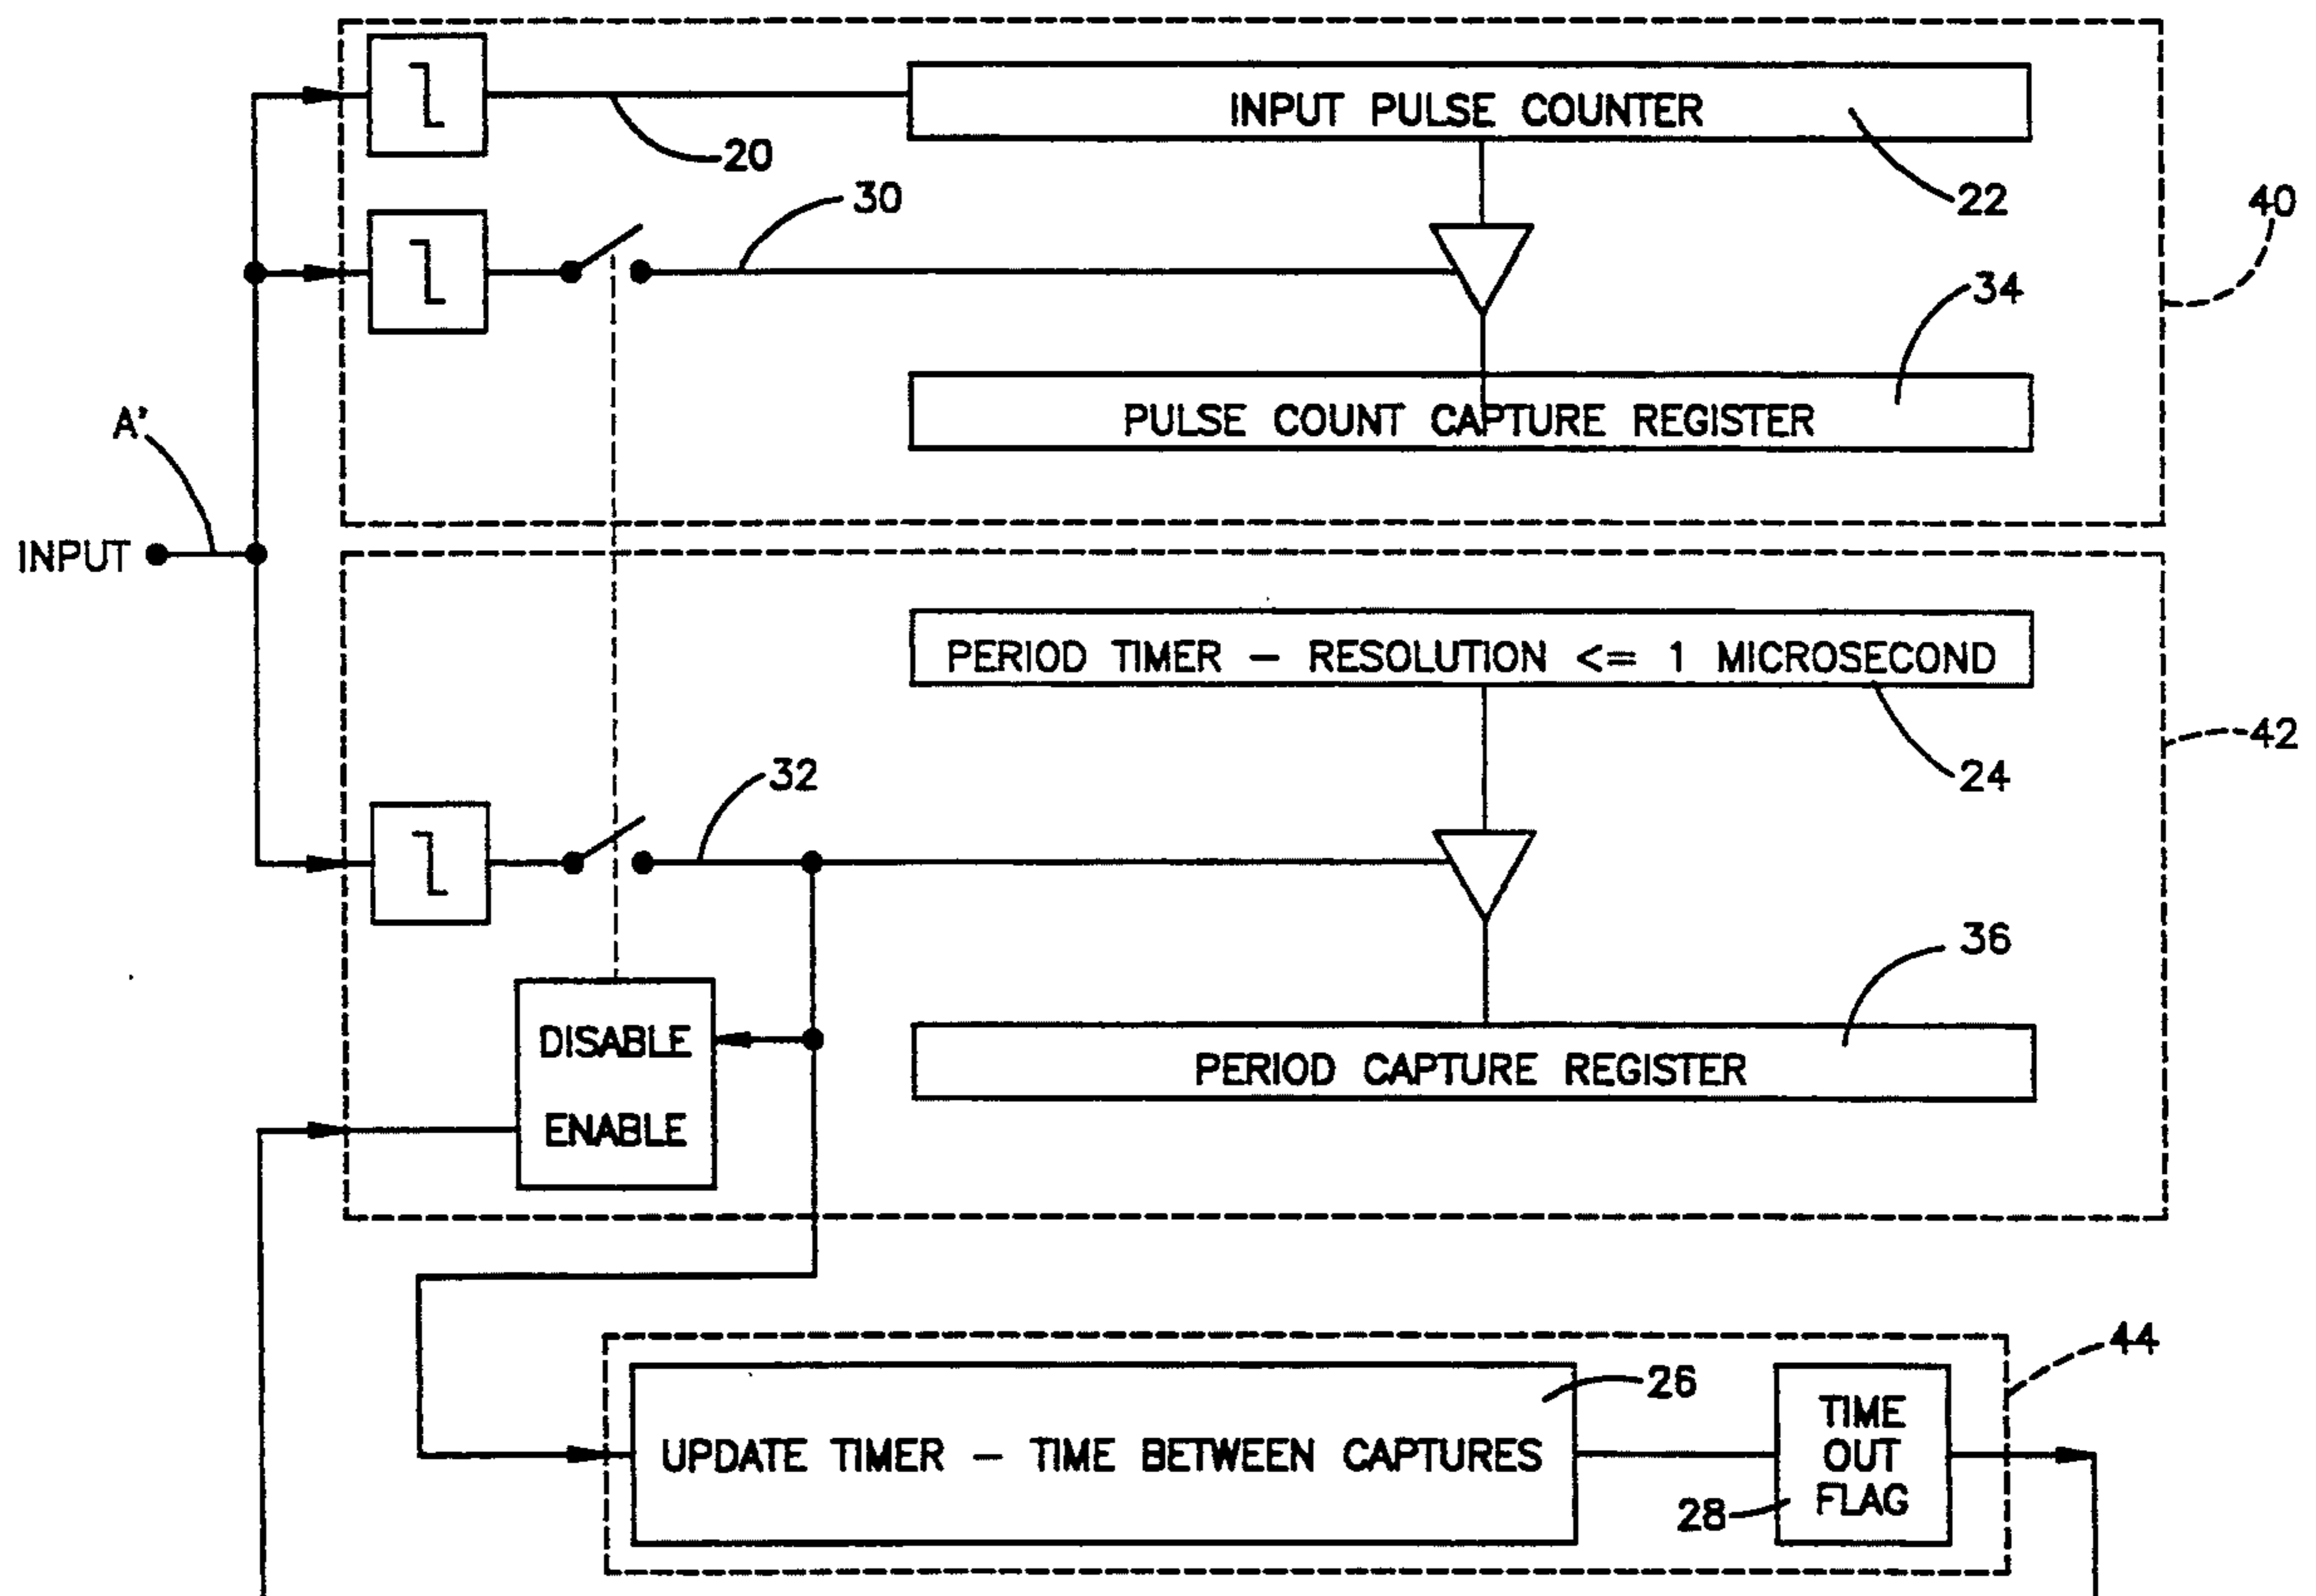 INPUT PULSE COUNTER
20
22
30
40
34
PULSE COUNT CAPTURE REGISTER
A'
INPUT
PERIOD TIMER – RESOLUTION <= 1 MICROSECOND
42
24
32
36
DISABLE
PERIOD CAPTURE REGISTER
ENABLE
44
26
TIME
OUT
FLAG
UPDATE TIMER – TIME BETWEEN CAPTURES
28